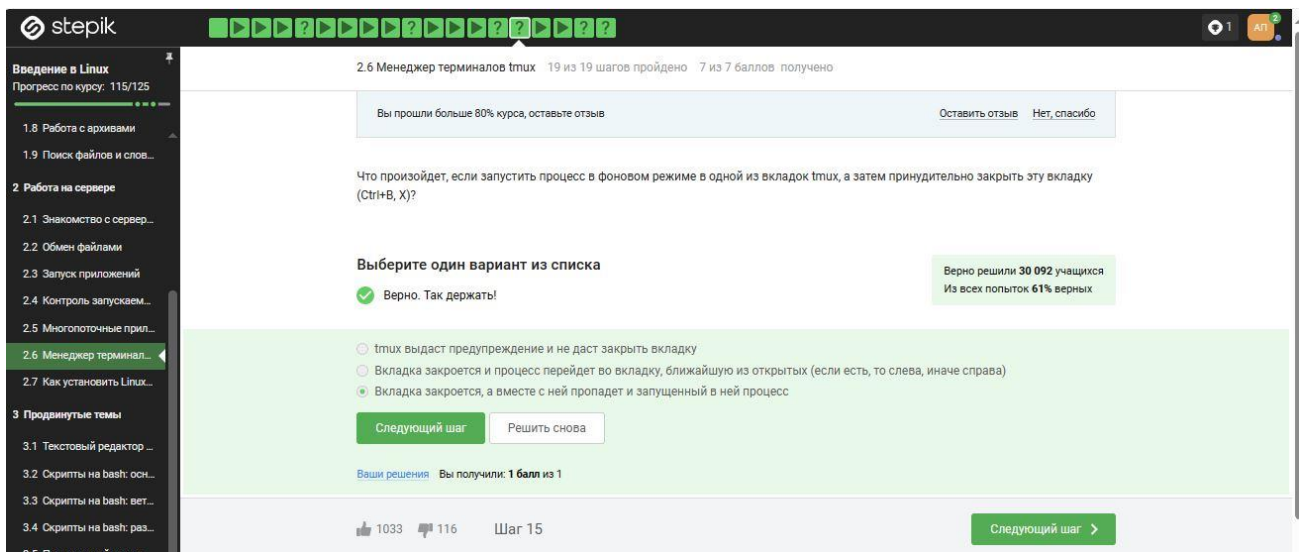 stepik
?
?
?
?
?
?
1
АП
2
Введение в Linux
Прогресс по курсу: 115/125
1.8 Работа с архивами
1.9 Поиск файлов и слов...
2 Работа на сервере
2.1 Знакомство с сервер...
2.2 Обмен файлами
2.3 Запуск приложений
2.4 Контроль запускаем...
2.5 Многопоточные прил...
2.6 Менеджер терминал...
2.7 Как установить Linux...
3 Продвинутые темы
3.1 Текстовый редактор ...
3.2 Скрипты на bash: осн...
3.3 Скрипты на bash: вет...
3.4 Скрипты на bash: раз...
2.6 Менеджер терминалов tmux 19 из 19 шагов пройдено 7 из 7 баллов получено
Вы прошли больше 80% курса, оставьте отзыв
Оставить отзыв Нет, спасибо
Что произойдет, если запустить процесс в фоновом режиме в одной из вкладок tmux, а затем принудительно закрыть эту вкладку
(Ctrl+B, X)?
Выберите один вариант из списка
Верно. Так держать!
Верно решили 30 092 учащихся
Из всех попыток 61% верных
tmux выдаст предупреждение и не даст закрыть вкладку
Вкладка закроется и процесс перейдет во вкладку, ближайшую из открытых (если есть, то слева, иначе справа)
Вкладка закроется, а вместе с ней пропадет и запущенный в ней процесс
Следующий шаг Решить снова
Ваши решения Вы получили: 1 балл из 1
1033 116 Шаг 15
Следующий шаг